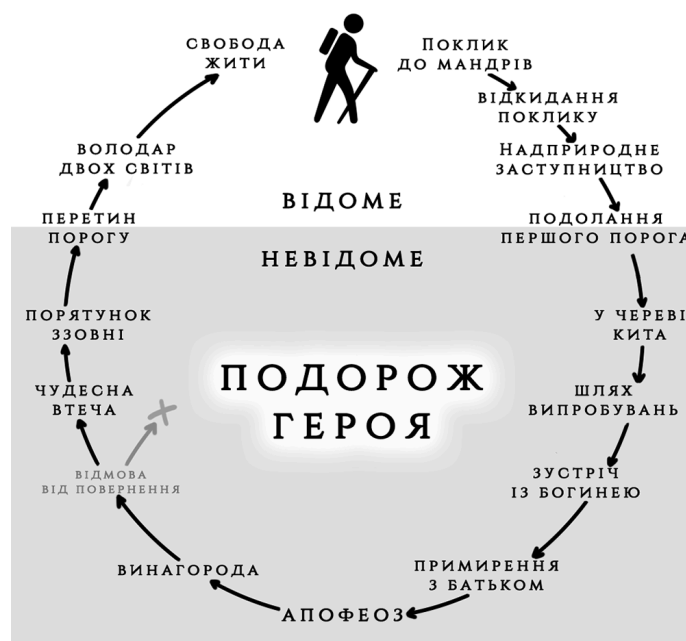 СВОБОДА
ЖИТИ
ПОКЛИК
ДО МАНДРІВ
ВІДКИДАННЯ
ПОКЛИКУ
НАДПРИРОДНЕ
ЗАСТУПНИЦТВО
ПОДОЛАННЯ
ПЕРШОГО ПОРОГА
У ЧЕРЕВІ
КИТА
ШЛЯХ
ВИПРОБУВАНЬ
ЗУСТРІЧ
ІЗ БОГИНЕЮ
ПРИМИРЕННЯ
З БАТЬКОМ
АПОФЕОЗ
ВИНАГОРОДА
ВІДМОВА
ВІД ПОВЕРНЕННЯ
ЧУДЕСНА
ВТЕЧА
ПОРЯТУНОК
ЗЗОВНІ
ПЕРЕТИН
ПОРОГУ
ВОЛОДАР
ДВОХ СВІТІВ
ВІДОМЕ
НЕВІДОМЕ
ПОДОРОЖ
ГЕРОЯ